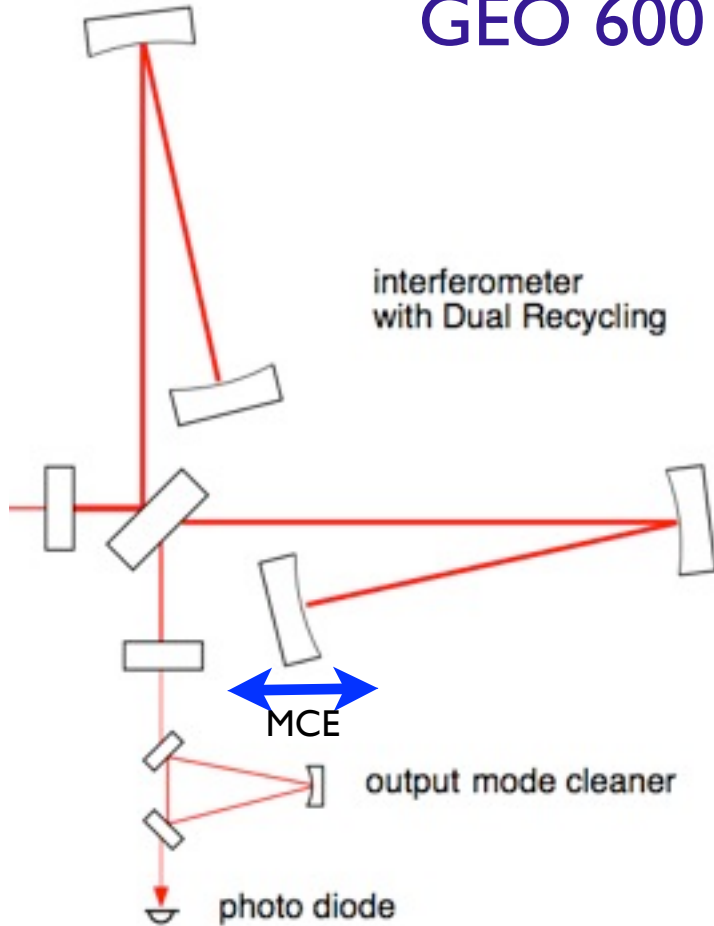 GEO 600
interferometer
with Dual Recycling
MCE
output mode cleaner
photo diode